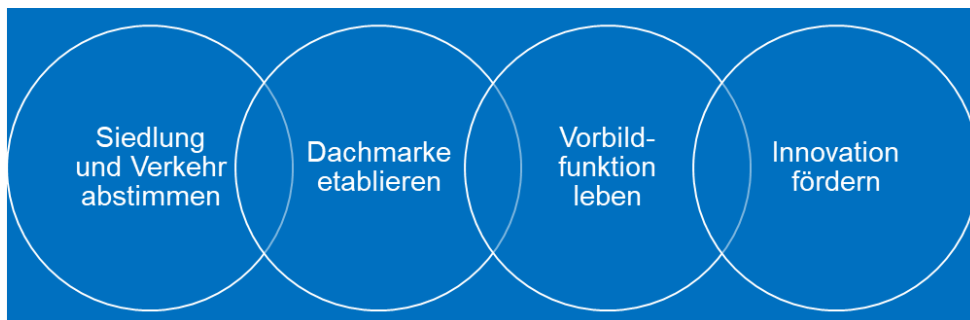 Siedlung
und Verkehr
abstimmen
Dachmarke
etablieren
Vorbild-
funktion
leben
Innovation
fördern